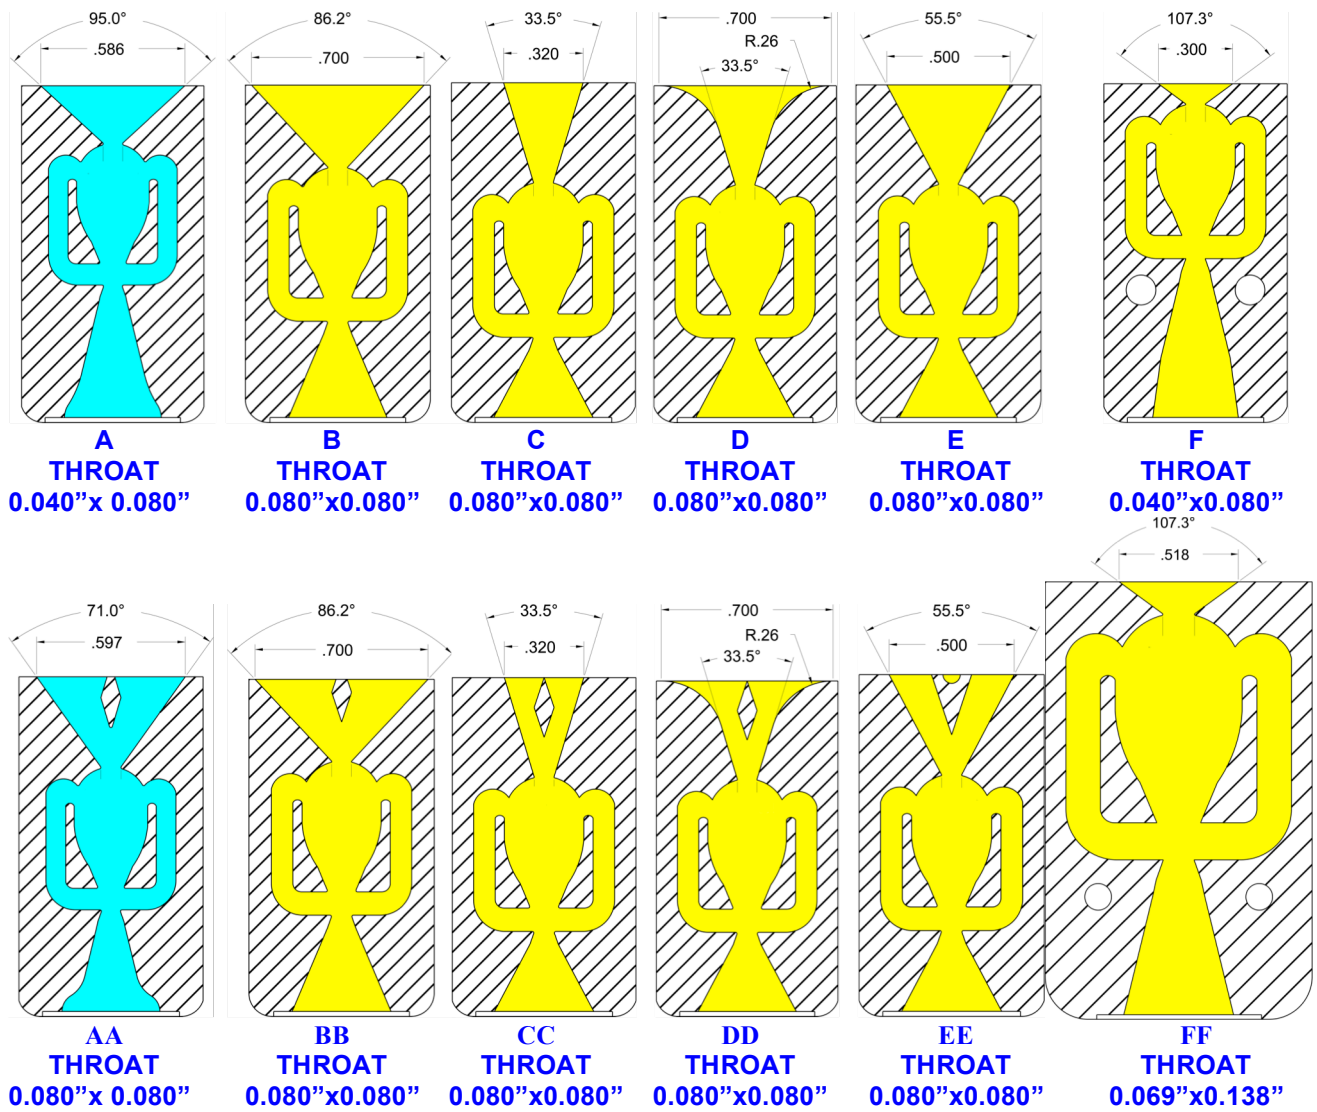 95.0°
.586
86.2°
.700
33.5°
.320
.700
R.26
33.5°
55.5°
.500
107.3°
.300
A
THROAT
0.040”x 0.080”
B
THROAT
0.080”x0.080”
C
THROAT
0.080”x0.080”
D
THROAT
0.080”x0.080”
E
THROAT
0.080”x0.080”
F
THROAT
0.040”x0.080”
71.0°
.597
86.2°
.700
33.5°
.320
.700
R.26
33.5°
55.5°
.500
107.3°
.518
AA
THROAT
0.080”x 0.080”
BB
THROAT
0.080”x0.080”
CC
THROAT
0.080”x0.080”
DD
THROAT
0.080”x0.080”
EE
THROAT
0.080”x0.080”
FF
THROAT
0.069”x0.138”